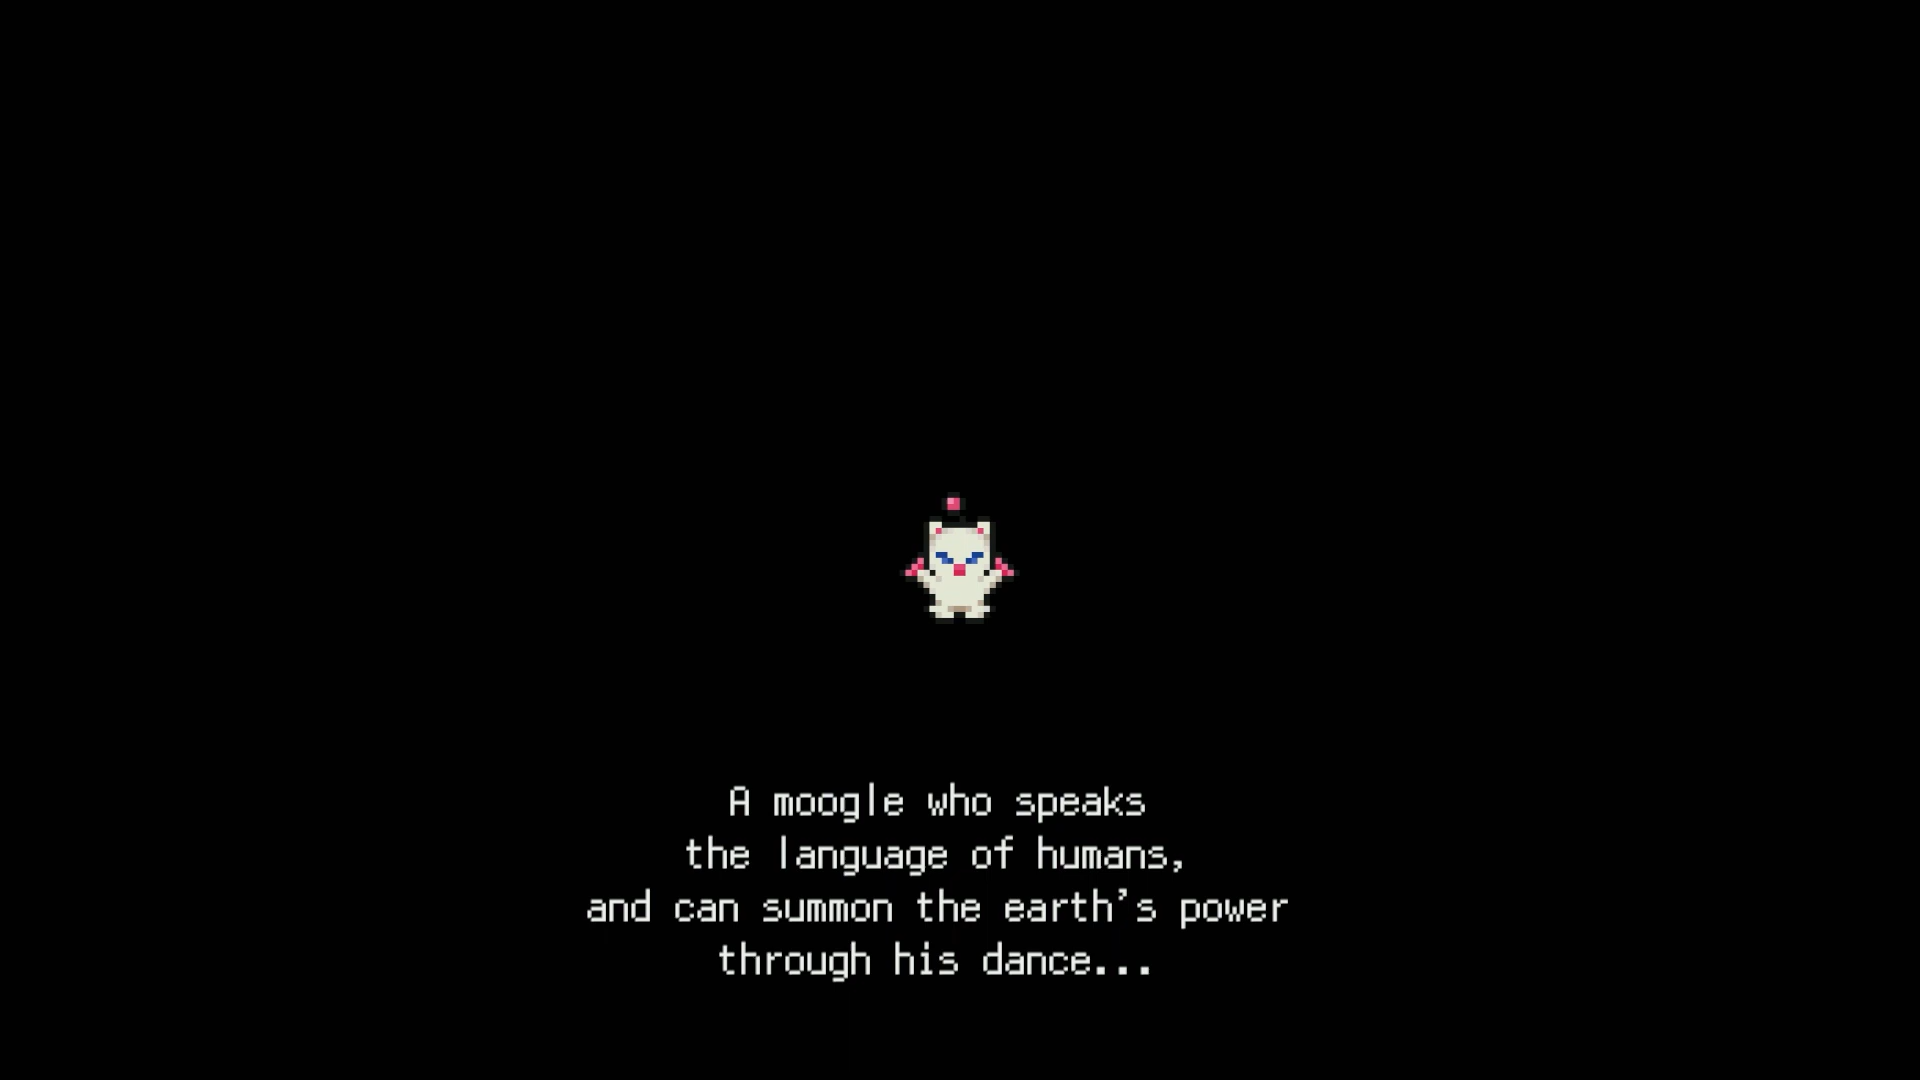 A moogle who speaks
the language of humans,
and can summon the earth's power
through his dance...